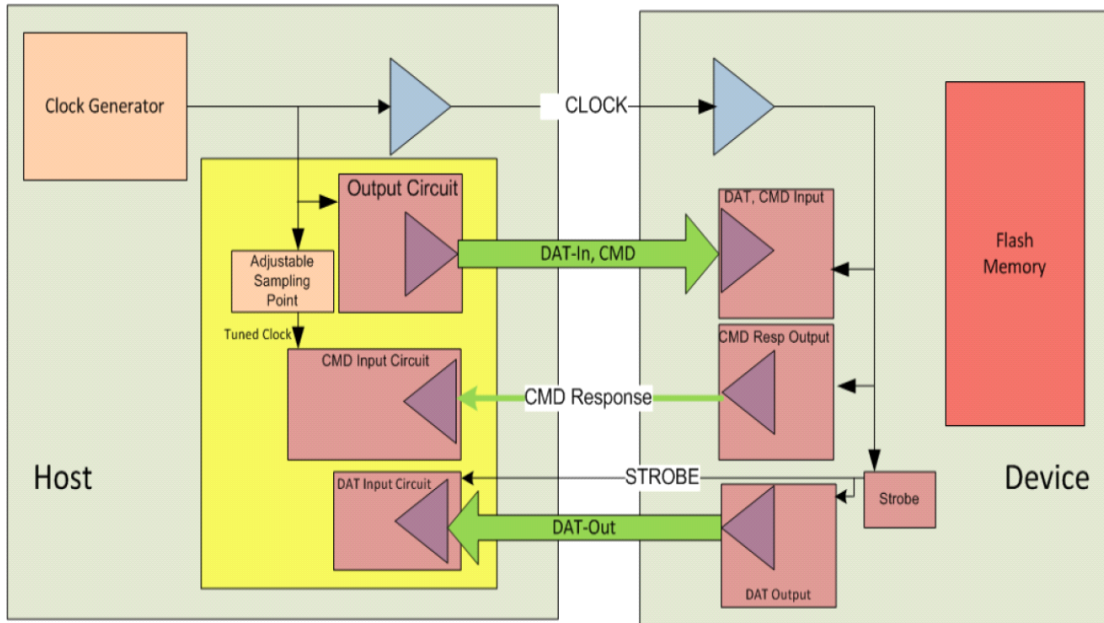 Clock Generator
CLOCK
Output Circuit
DAT, CMD Input
Flash
Memory
DAT-In, CMD
Adjustable
Sampling
Point
Tuned Clock
CMD Input Circuit
CMD Resp Output
CMD Response
Host
STROBE
Device
DAT Input Circuit
Strobe
DAT-Out
DAT Output